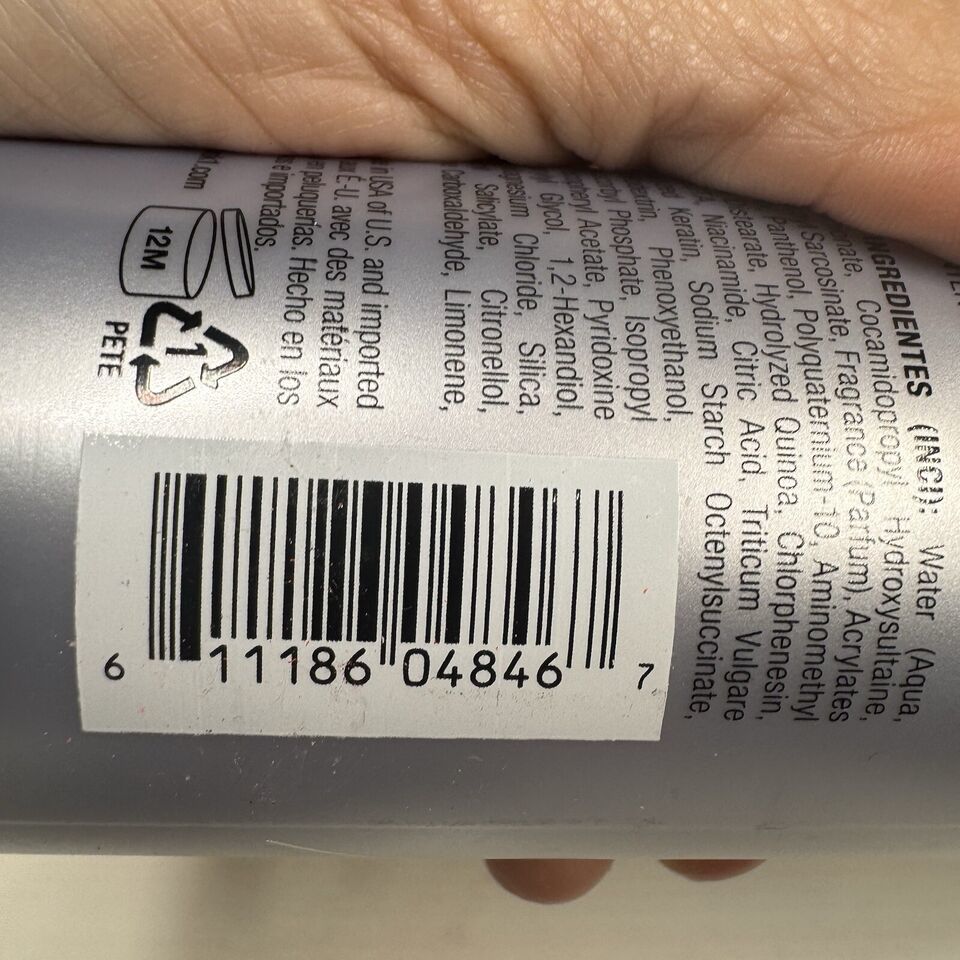 INGREDIENTES (INCI): Water (Aqua,
Cocamidopropyl Hydroxysultaine,
Sarcosinate, Fragrance (Parfum), Acrylates
Panthenol, Polyquaternium-10, Aminomethyl
Hydrolyzed Quinoa, Chlorphenesin,
Niacinamide, Citric Acid, Triticum Vulgare
Keratin, Sodium Starch Octenylsuccinate,
Phenoxyethanol,
Phosphate, Isopropyl
Acetate, Pyridoxine
Glycol, 1,2-Hexandiol,
Chloride, Silica,
Salicylate, Citronellol,
Carboxaldehyde, Limonene,
in USA of U.S. and imported
É-U. avec des matériaux
peluquerías. Hecho en los
importados.
.com
12M
1
PETE
6 11186 04846 7